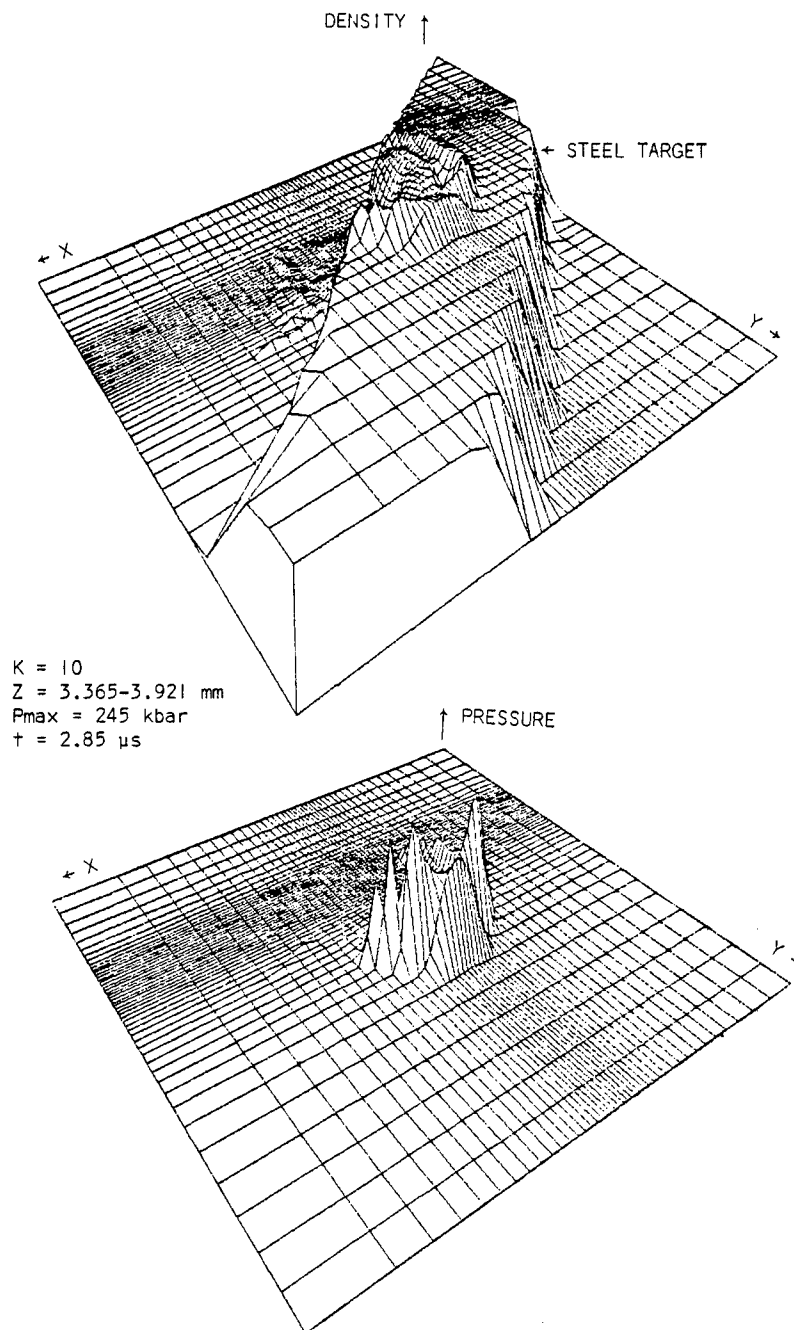 DENSITY ↑
← STEEL TARGET
← X
Y →
K = 10
Z = 3.365-3.921 mm
Pmax = 245 kbar
t = 2.85 µs
↑ PRESSURE
← X
Y →